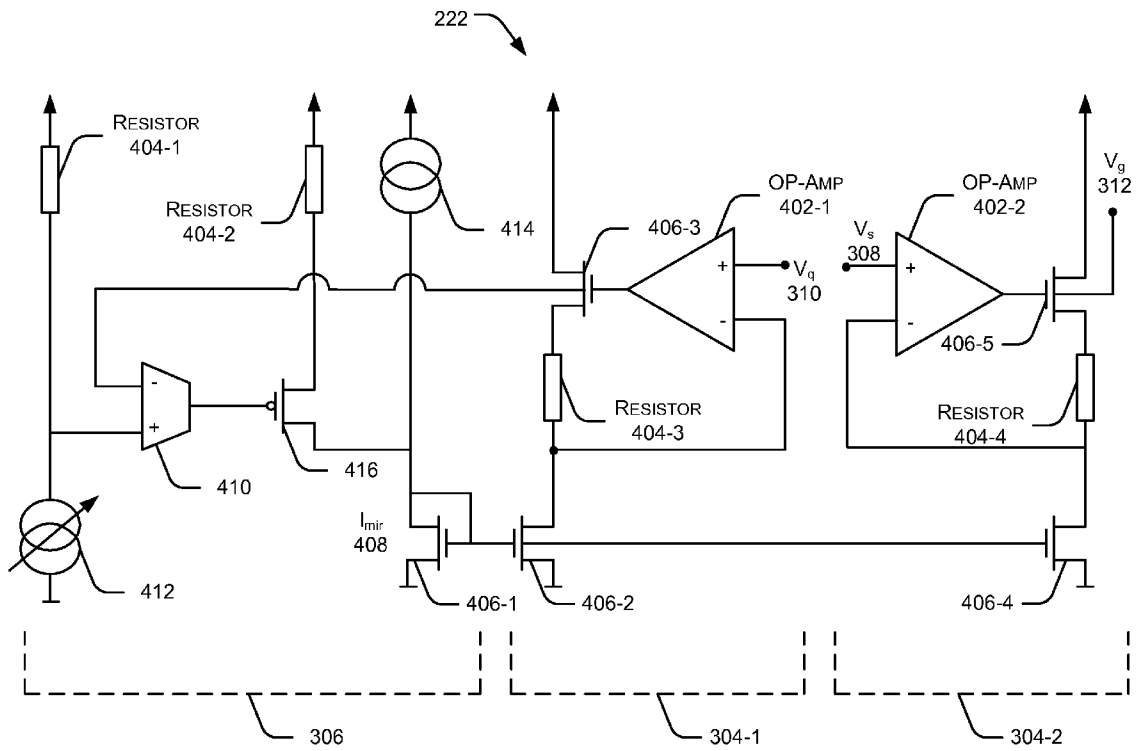 222
RESISTOR
404-1
RESISTOR
404-2
414
406-3
OP-AMP
402-1
OP-AMP
402-2
Vg
312
Vs
308
+
-
Vq
310
+
-
406-5
-
+
410
416
RESISTOR
404-3
RESISTOR
404-4
Imir
408
412
406-1
406-2
406-4
306
304-1
304-2